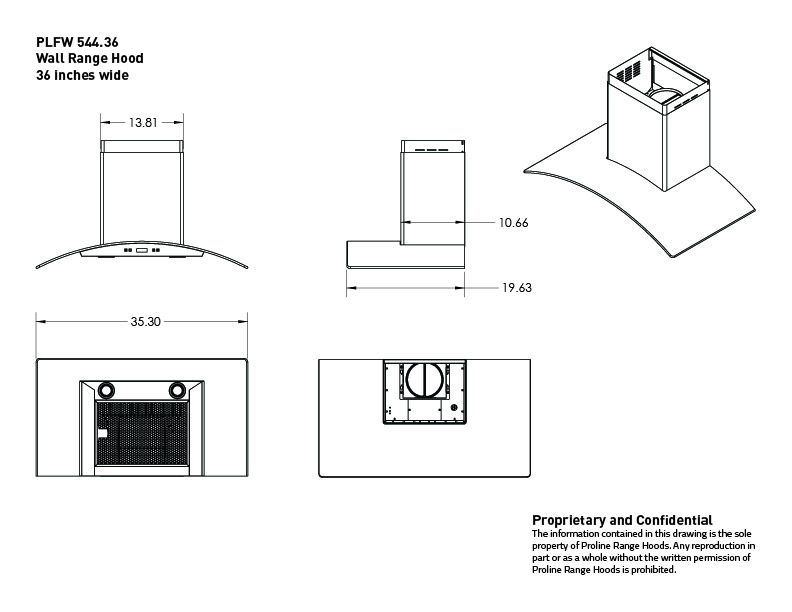 PLFW 544.36
Wall Range Hood
36 inches wide
13.81
10.66
19.63
35.30
Proprietary and Confidential
The information contained in this drawing is the sole
property of Proline Range Hoods. Any reproduction in
part or as a whole without the written permission of
Proline Range Hoods is prohibited.